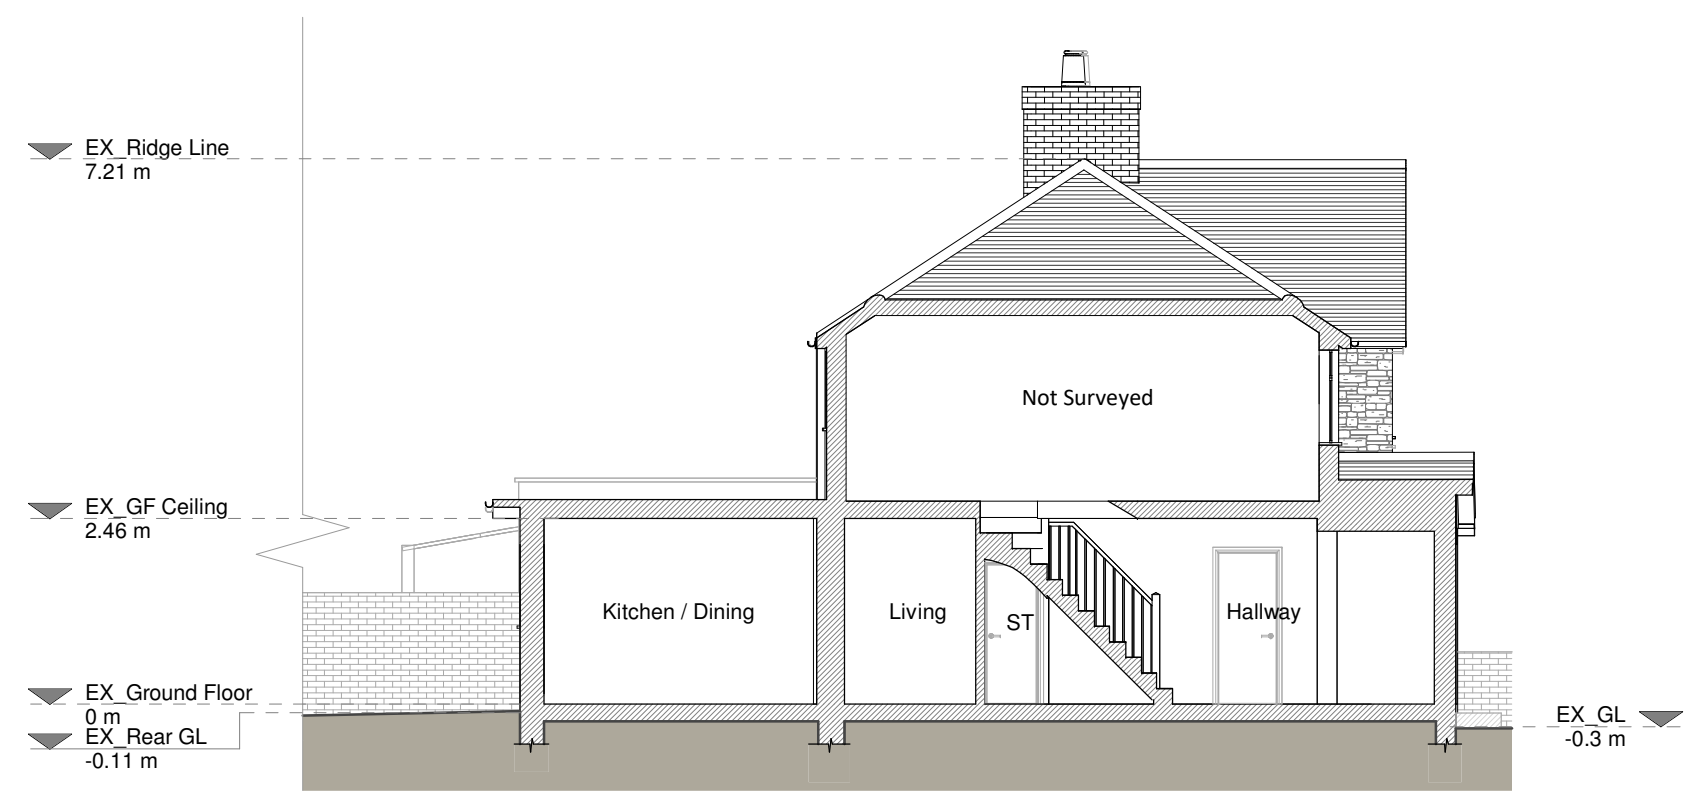 EX_Ridge Line
7.21 m
Not Surveyed
EX_GF Ceiling
2.46 m
Kitchen / Dining
Living
ST
Hallway
EX_Ground Floor
0 m
EX_Rear GL
-0.11 m
EX_GL
-0.3 m